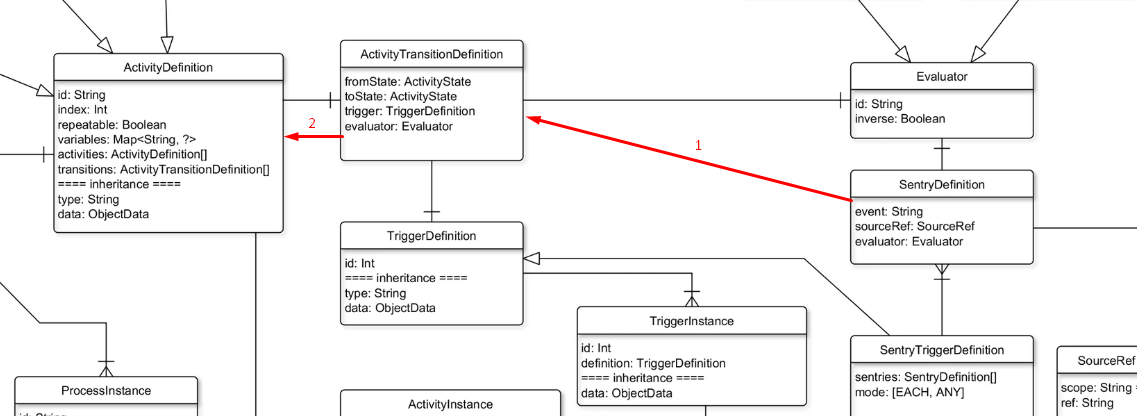 ActivityDefinition
id: String
index: Int
repeatable: Boolean
variables: Map<String, ?>
activities: ActivityDefinition[]
transitions: ActivityTransitionDefinition[]
==== inheritance ====
type: String
data: ObjectData
ActivityTransitionDefinition
fromState: ActivityState
toState: ActivityState
trigger: TriggerDefinition
evaluator: Evaluator
2
1
Evaluator
id: String
inverse: Boolean
SentryDefinition
event: String
sourceRef: SourceRef
evaluator: Evaluator
TriggerDefinition
id: Int
==== inheritance ====
type: String
data: ObjectData
TriggerInstance
id: Int
definition: TriggerDefinition
==== inheritance ====
data: ObjectData
SentryTriggerDefinition
sentries: SentryDefinition[]
mode: [EACH, ANY]
SourceRef
scope: String =
ref: String
ProcessInstance
ActivityInstance